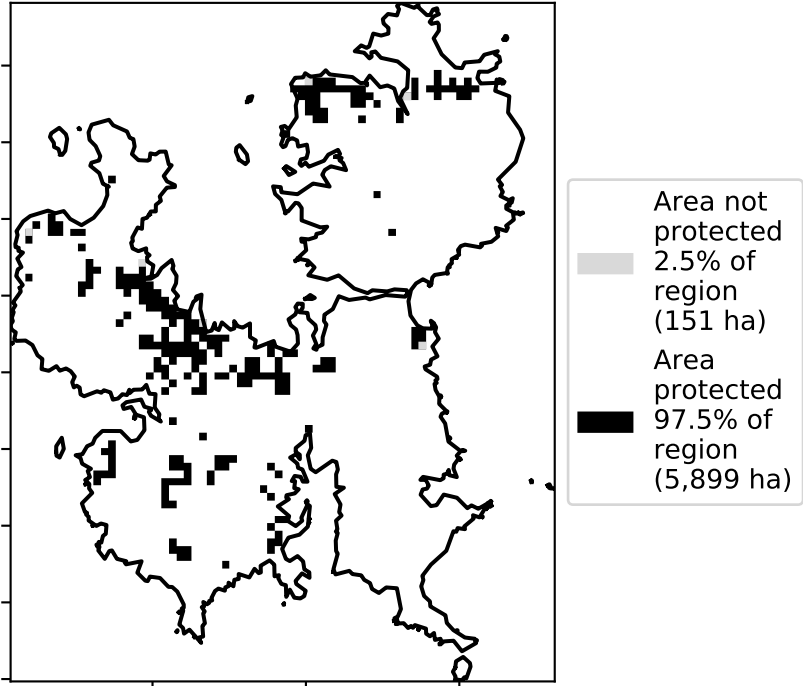 Area not
protected
2.5% of
region
(151 ha)
Area
protected
97.5% of
region
(5,899 ha)